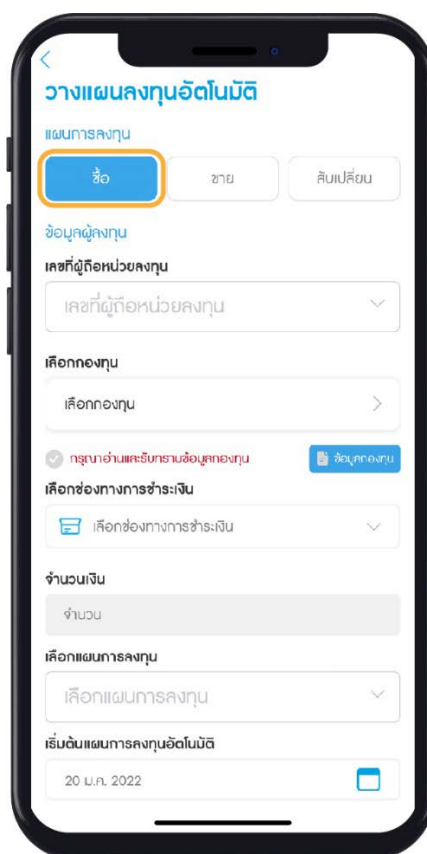 วางแผนลงทุนอัตโนมัติ
แผนการลงทุน
ซื้อ ขาย สับเปลี่ยน
ข้อมูลผู้ลงทุน
เลขที่ผู้ถือหน่วยลงทุน
เลขที่ผู้ถือหน่วยลงทุน
เลือกกองทุน
เลือกกองทุน
กรุณาอ่านและรับทราบข้อมูลกองทุน ข้อมูลกองทุน
เลือกช่องทางการชำระเงิน
เลือกช่องทางการชำระเงิน
จำนวนเงิน
จำนวน
เลือกแผนการลงทุน
เลือกแผนการลงทุน
เริ่มต้นแผนการลงทุนอัตโนมัติ
20 ม.ค. 2022